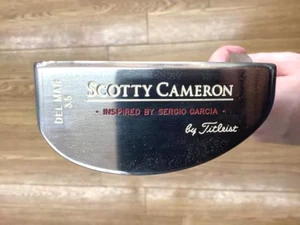 DEL MAR
3.5
SCOTTY CAMERON
- INSPIRED BY SERGIO GARCIA -
by Titleist